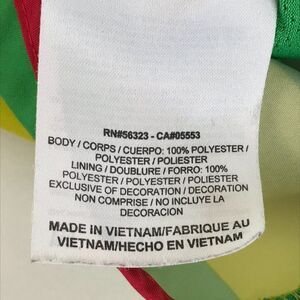 RN#56323 - CA#05553
BODY / CORPS / CUERPO: 100% POLYESTER /
POLYESTER / POLIESTER
LINING / DOUBLURE / FORRO: 100%
POLYESTER / POLYESTER / POLIESTER
EXCLUSIVE OF DECORATION / DECORATION
NON COMPRISE / NO INCLUYE LA
DECORACION
MADE IN VIETNAM/FABRIQUE AU
VIETNAM/HECHO EN VIETNAM